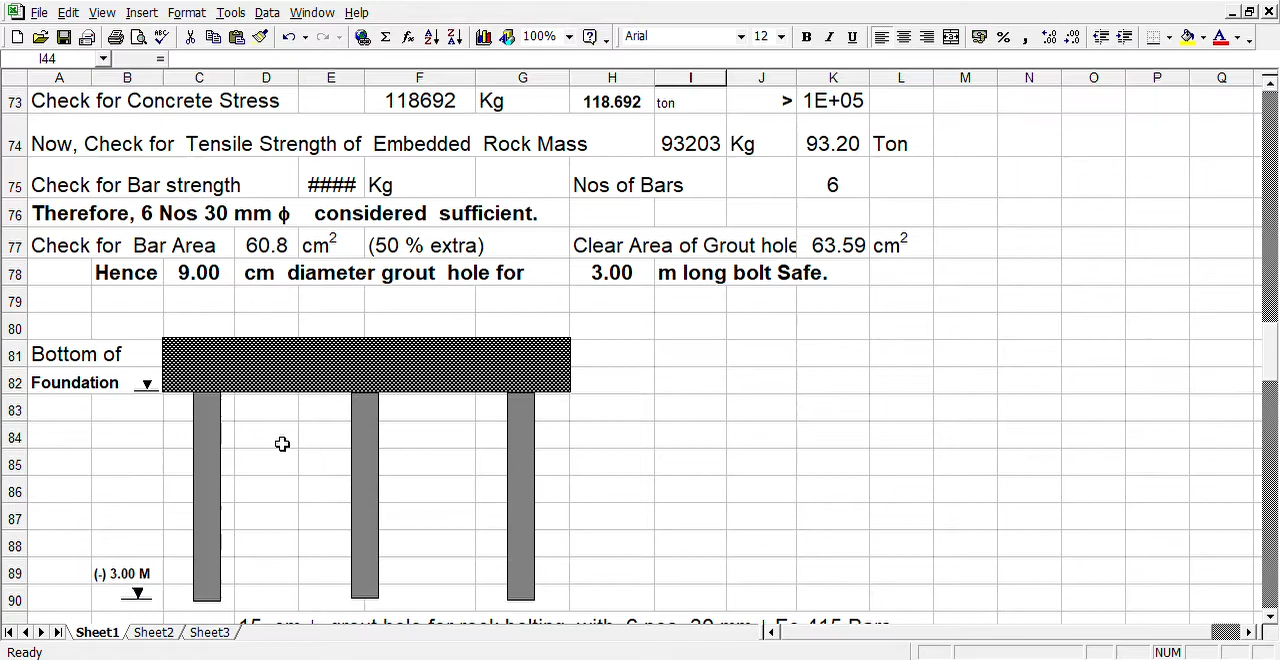 File Edit View Insert Format Tools Data Window Help
100% Arial 12 B I U
I44 =
A B C D E F G H I J K L M N O P Q
73 Check for Concrete Stress 118692 Kg 118.692 ton > 1E+05
74 Now, Check for Tensile Strength of Embedded Rock Mass 93203 Kg 93.20 Ton
75 Check for Bar strength #### Kg Nos of Bars 6
76 Therefore, 6 Nos 30 mm ϕ considered sufficient.
77 Check for Bar Area 60.8 cm2 (50 % extra) Clear Area of Grout hole 63.59 cm2
78 Hence 9.00 cm diameter grout hole for 3.00 m long bolt Safe.
79
80
81 Bottom of
82 Foundation
83
84
85
86
87
88
89 (-) 3.00 M
90
Sheet1 Sheet2 Sheet3
Ready NUM